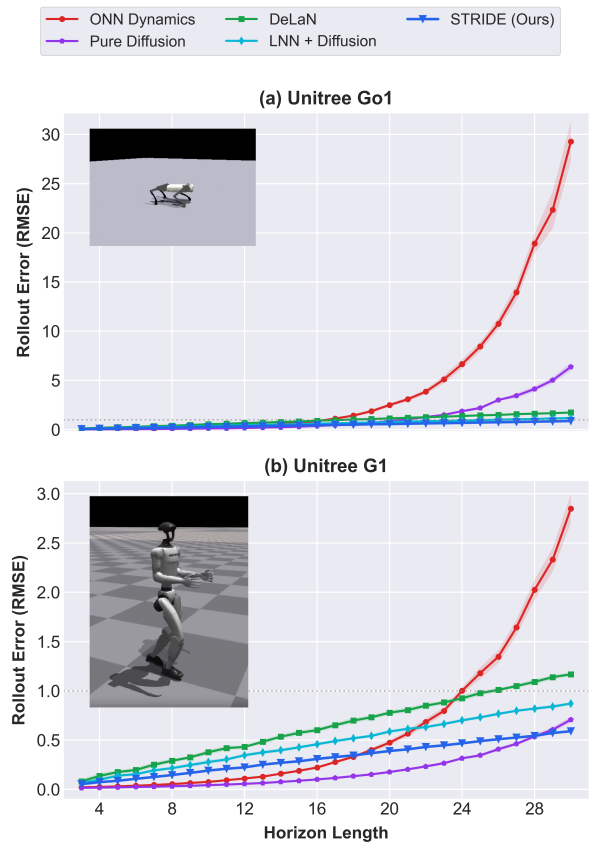 ONN Dynamics
DeLaN
STRIDE (Ours)
Pure Diffusion
LNN + Diffusion
(a) Unitree Go1
Rollout Error (RMSE)
30
25
20
15
10
5
0
(b) Unitree G1
Rollout Error (RMSE)
3.0
2.5
2.0
1.5
1.0
0.5
0.0
4 8 12 16 20 24 28
Horizon Length